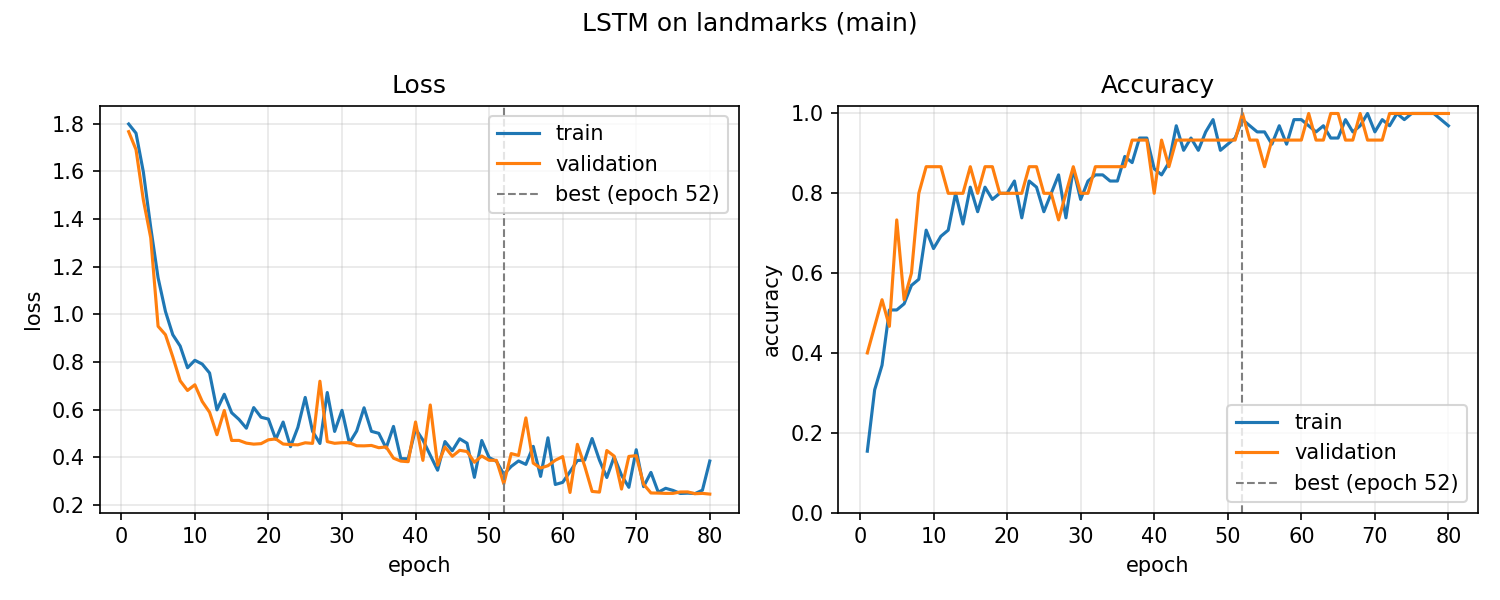 LSTM on landmarks (main)
Loss
loss
1.8
1.6
1.4
1.2
1.0
0.8
0.6
0.4
0.2
train
validation
best (epoch 52)
0 10 20 30 40 50 60 70 80
epoch
Accuracy
accuracy
1.0
0.8
0.6
0.4
0.2
0.0
train
validation
best (epoch 52)
0 10 20 30 40 50 60 70 80
epoch